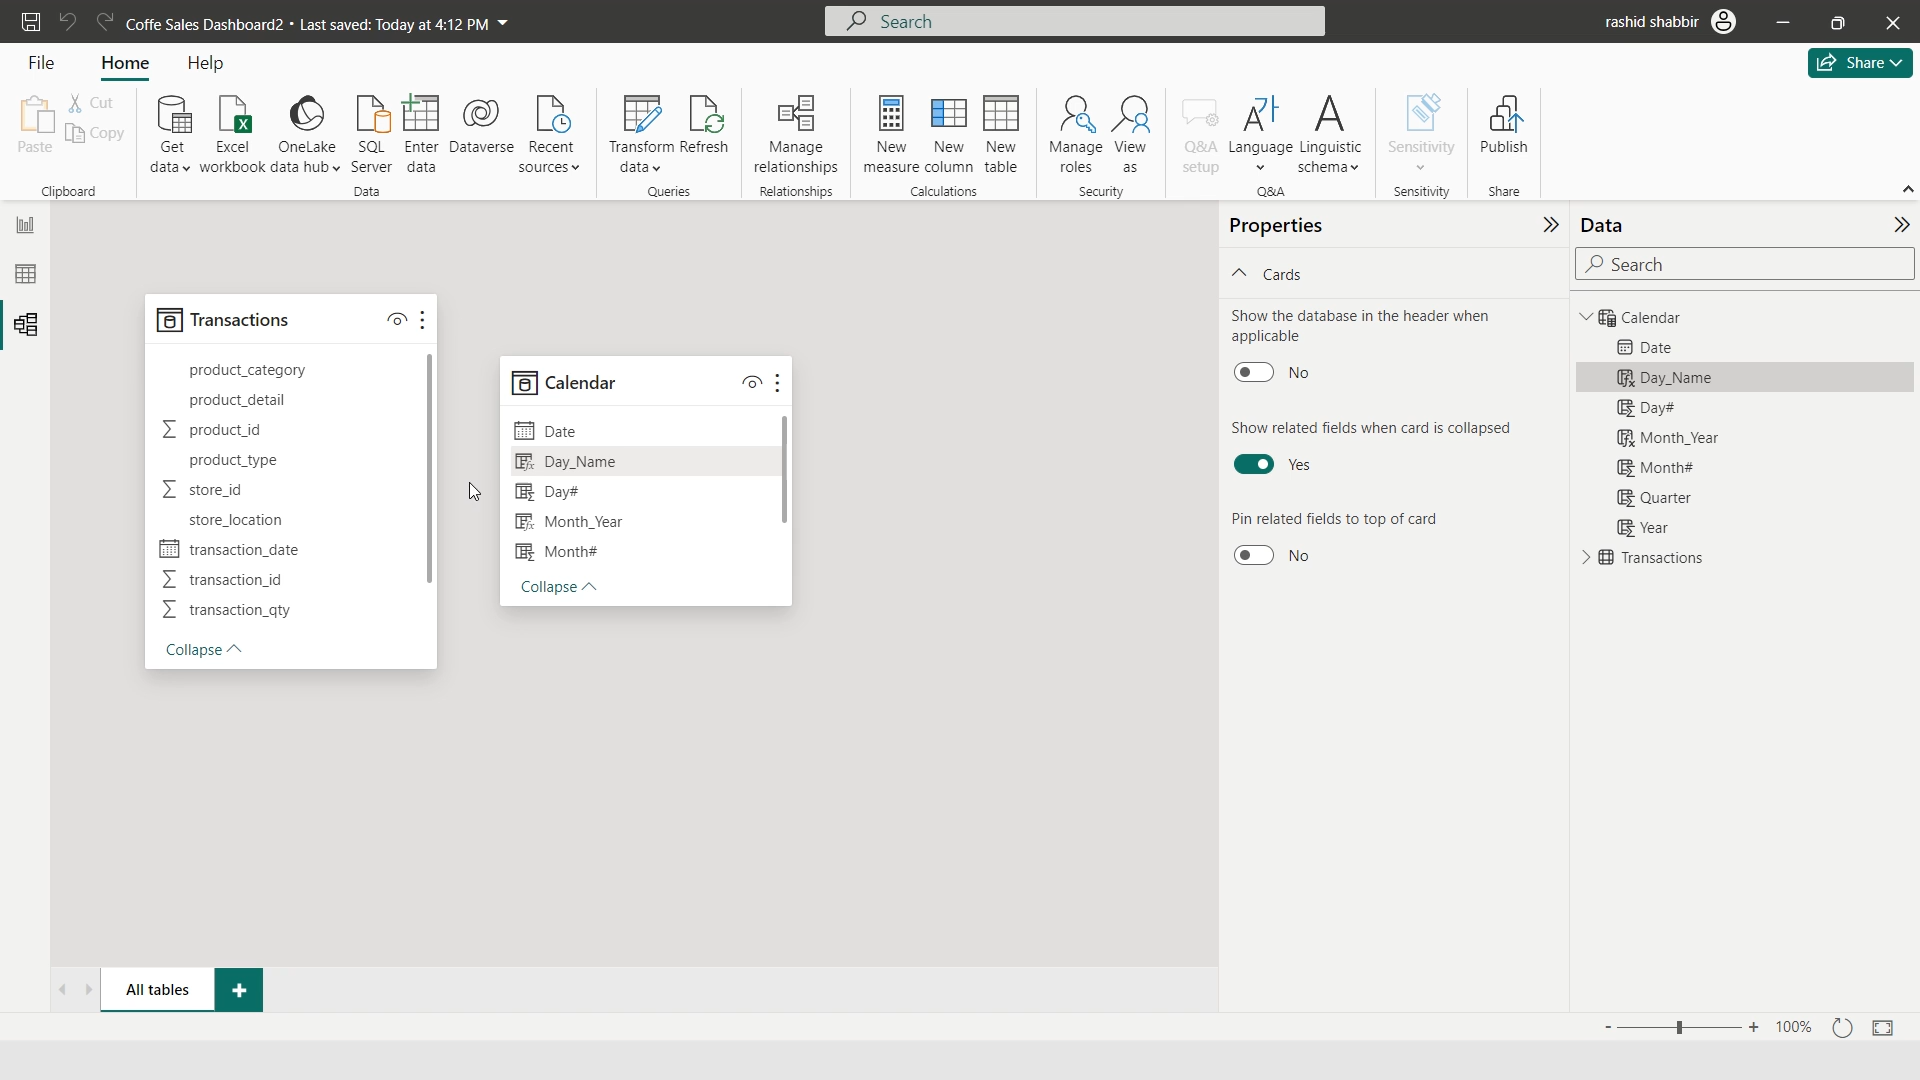 Coffe Sales Dashboard2 • Last saved: Today at 4:12 PM
Search
rashid shabbir
File
Home
Help
Share
Paste
Cut
Copy
Clipboard
Get data
Excel workbook
OneLake data hub
SQL Server
Enter data
Dataverse
Recent sources
Data
Transform data
Refresh
Queries
Manage relationships
Relationships
New measure
New column
New table
Calculations
Manage roles
View as
Security
Q&A setup
Language
Linguistic schema
Q&A
Sensitivity
Sensitivity
Publish
Share
Transactions
product_category
product_detail
Σ product_id
product_type
Σ store_id
store_location
transaction_date
Σ transaction_id
Σ transaction_qty
Collapse
Calendar
Date
Day_Name
Day#
Month_Year
Month#
Collapse
Properties
Cards
Show the database in the header when
applicable
No
Show related fields when card is collapsed
Yes
Pin related fields to top of card
No
Data
Search
Calendar
Date
Day_Name
Day#
Month_Year
Month#
Quarter
Year
Transactions
All tables
+
- + 100%